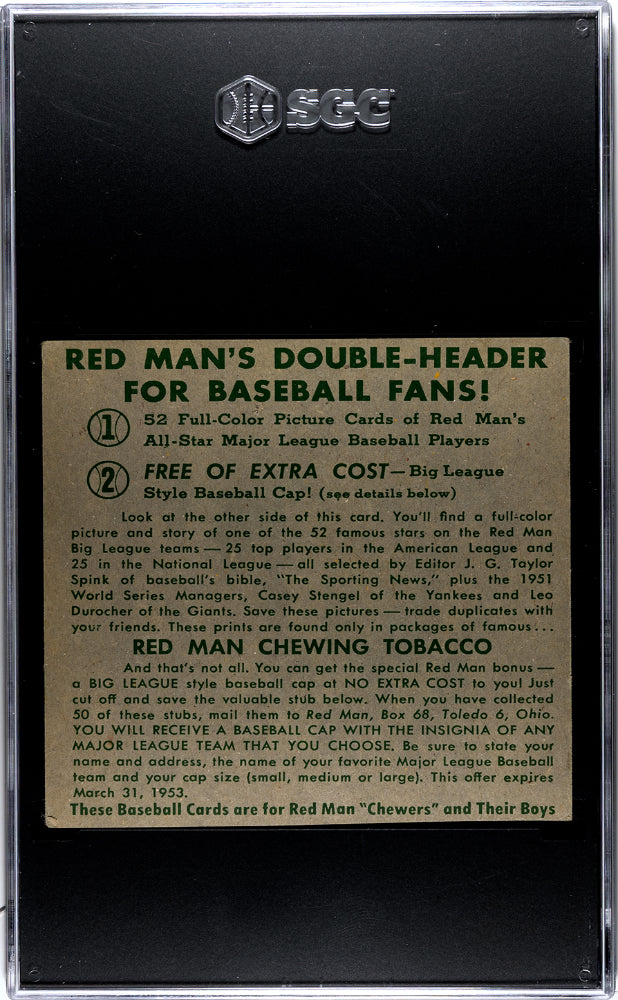 SGC
RED MAN'S DOUBLE-HEADER
FOR BASEBALL FANS!
1 52 Full-Color Picture Cards of Red Man's
All-Star Major League Baseball Players
2 FREE OF EXTRA COST—Big League
Style Baseball Cap! (see details below)
Look at the other side of this card. You'll find a full-color
picture and story of one of the 52 famous stars on the Red Man
Big League teams — 25 top players in the American League and
25 in the National League — all selected by Editor J. G. Taylor
Spink of baseball's bible, "The Sporting News," plus the 1951
World Series Managers, Casey Stengel of the Yankees and Leo
Durocher of the Giants. Save these pictures — trade duplicates with
your friends. These prints are found only in packages of famous...
RED MAN CHEWING TOBACCO
And that's not all. You can get the special Red Man bonus —
a BIG LEAGUE style baseball cap at NO EXTRA COST to you! Just
cut off and save the valuable stub below. When you have collected
50 of these stubs, mail them to Red Man, Box 68, Toledo 6, Ohio.
YOU WILL RECEIVE A BASEBALL CAP WITH THE INSIGNIA OF ANY
MAJOR LEAGUE TEAM THAT YOU CHOOSE. Be sure to state your
name and address, the name of your favorite Major League Baseball
team and your cap size (small, medium or large). This offer expires
March 31, 1953.
These Baseball Cards are for Red Man "Chewers" and Their Boys